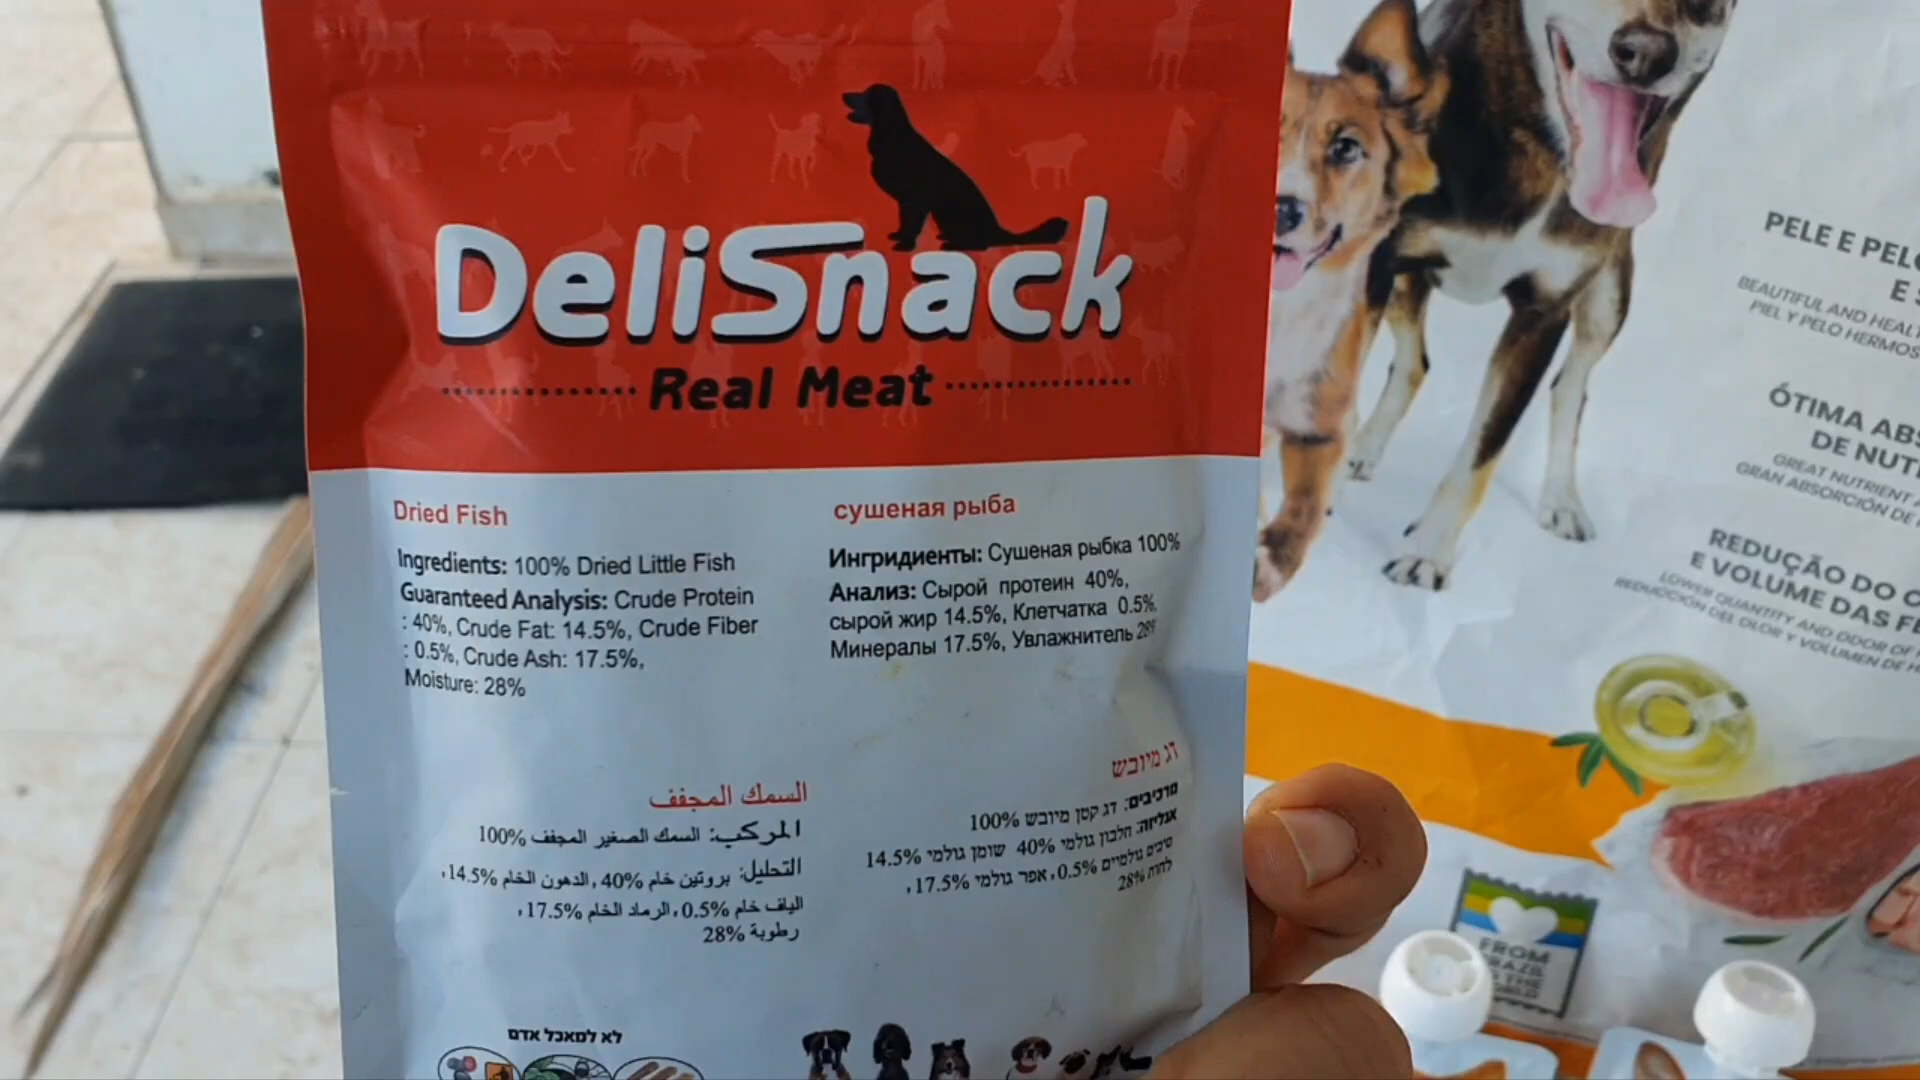 DeliSnack
Real Meat
Dried Fish
Ingredients: 100% Dried Little Fish
Guaranteed Analysis: Crude Protein
: 40%, Crude Fat: 14.5%, Crude Fiber
: 0.5%, Crude Ash: 17.5%,
Moisture: 28%
сушеная рыба
Ингридиенты: Сушеная рыбка 100%
Анализ: Сырой протеин 40%,
сырой жир 14.5%, Клетчатка 0.5%,
Минералы 17.5%, Увлажнитель 28%
السمك المجفف
المركب: السمك الصغير المجفف 100%
التحليل: بروتين خام 40%, الدهون الخام 14.5%,
الياف خام 0.5%, الرماد الخام 17.5%,
رطوبة 28%
דג מיובש
מרכיבים: דג קטן מיובש 100%
אנליזה: חלבון גולמי 40% שומן גולמי 14.5%
סיבים גולמיים 0.5%, אפר גולמי 17.5%,
לחות 28%
לא למאכל אדם
PELE E
BEAUTIFUL AND
PIEL Y PELO
ÓTIMA
DE
GREAT NUTRIENT
GRAN ABSORCIÓN DE
REDUÇÃO DO
E VOLUME DAS
LOWER QUANTITY AND ODOR OF
REDUCCIÓN DEL OLOR Y VOLUMEN DE
FROM